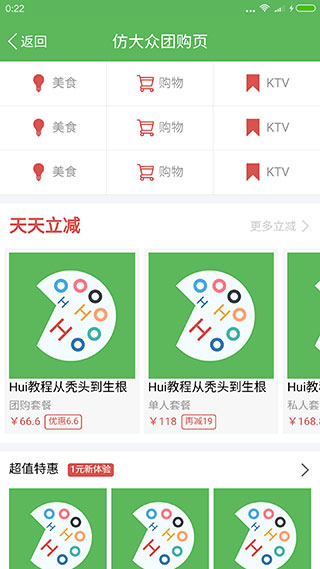 0:22
返回 仿大众团购页
美食 购物 KTV
美食 购物 KTV
美食 购物 KTV
天天立减 更多立减
Hui教程从秃头到生根 Hui教程从秃头到生根 Hui教
团购套餐 单人套餐 私人套
￥66.6 优惠6.6 ￥118 再减19 ￥168.8
超值特惠 1元新体验